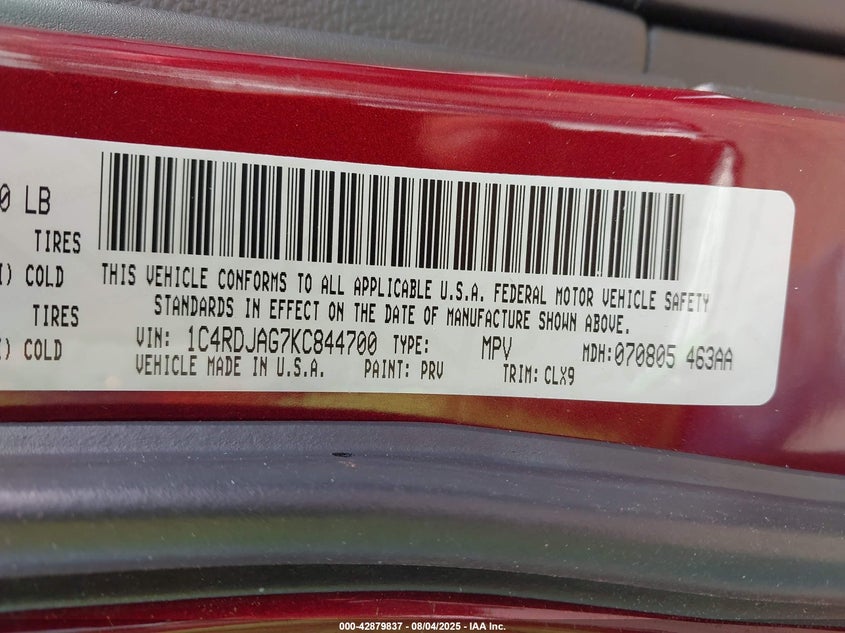 0 LB
TIRES
I) COLD
TIRES
I) COLD
THIS VEHICLE CONFORMS TO ALL APPLICABLE U.S.A. FEDERAL MOTOR VEHICLE SAFETY
STANDARDS IN EFFECT ON THE DATE OF MANUFACTURE SHOWN ABOVE.
VIN: 1C4RDJAG7KC844700 TYPE: MPV MDH: 070805 463AA
VEHICLE MADE IN U.S.A. PAINT: PRV TRIM: CLX9
000-42879837 - 08/04/2025 - IAA Inc.